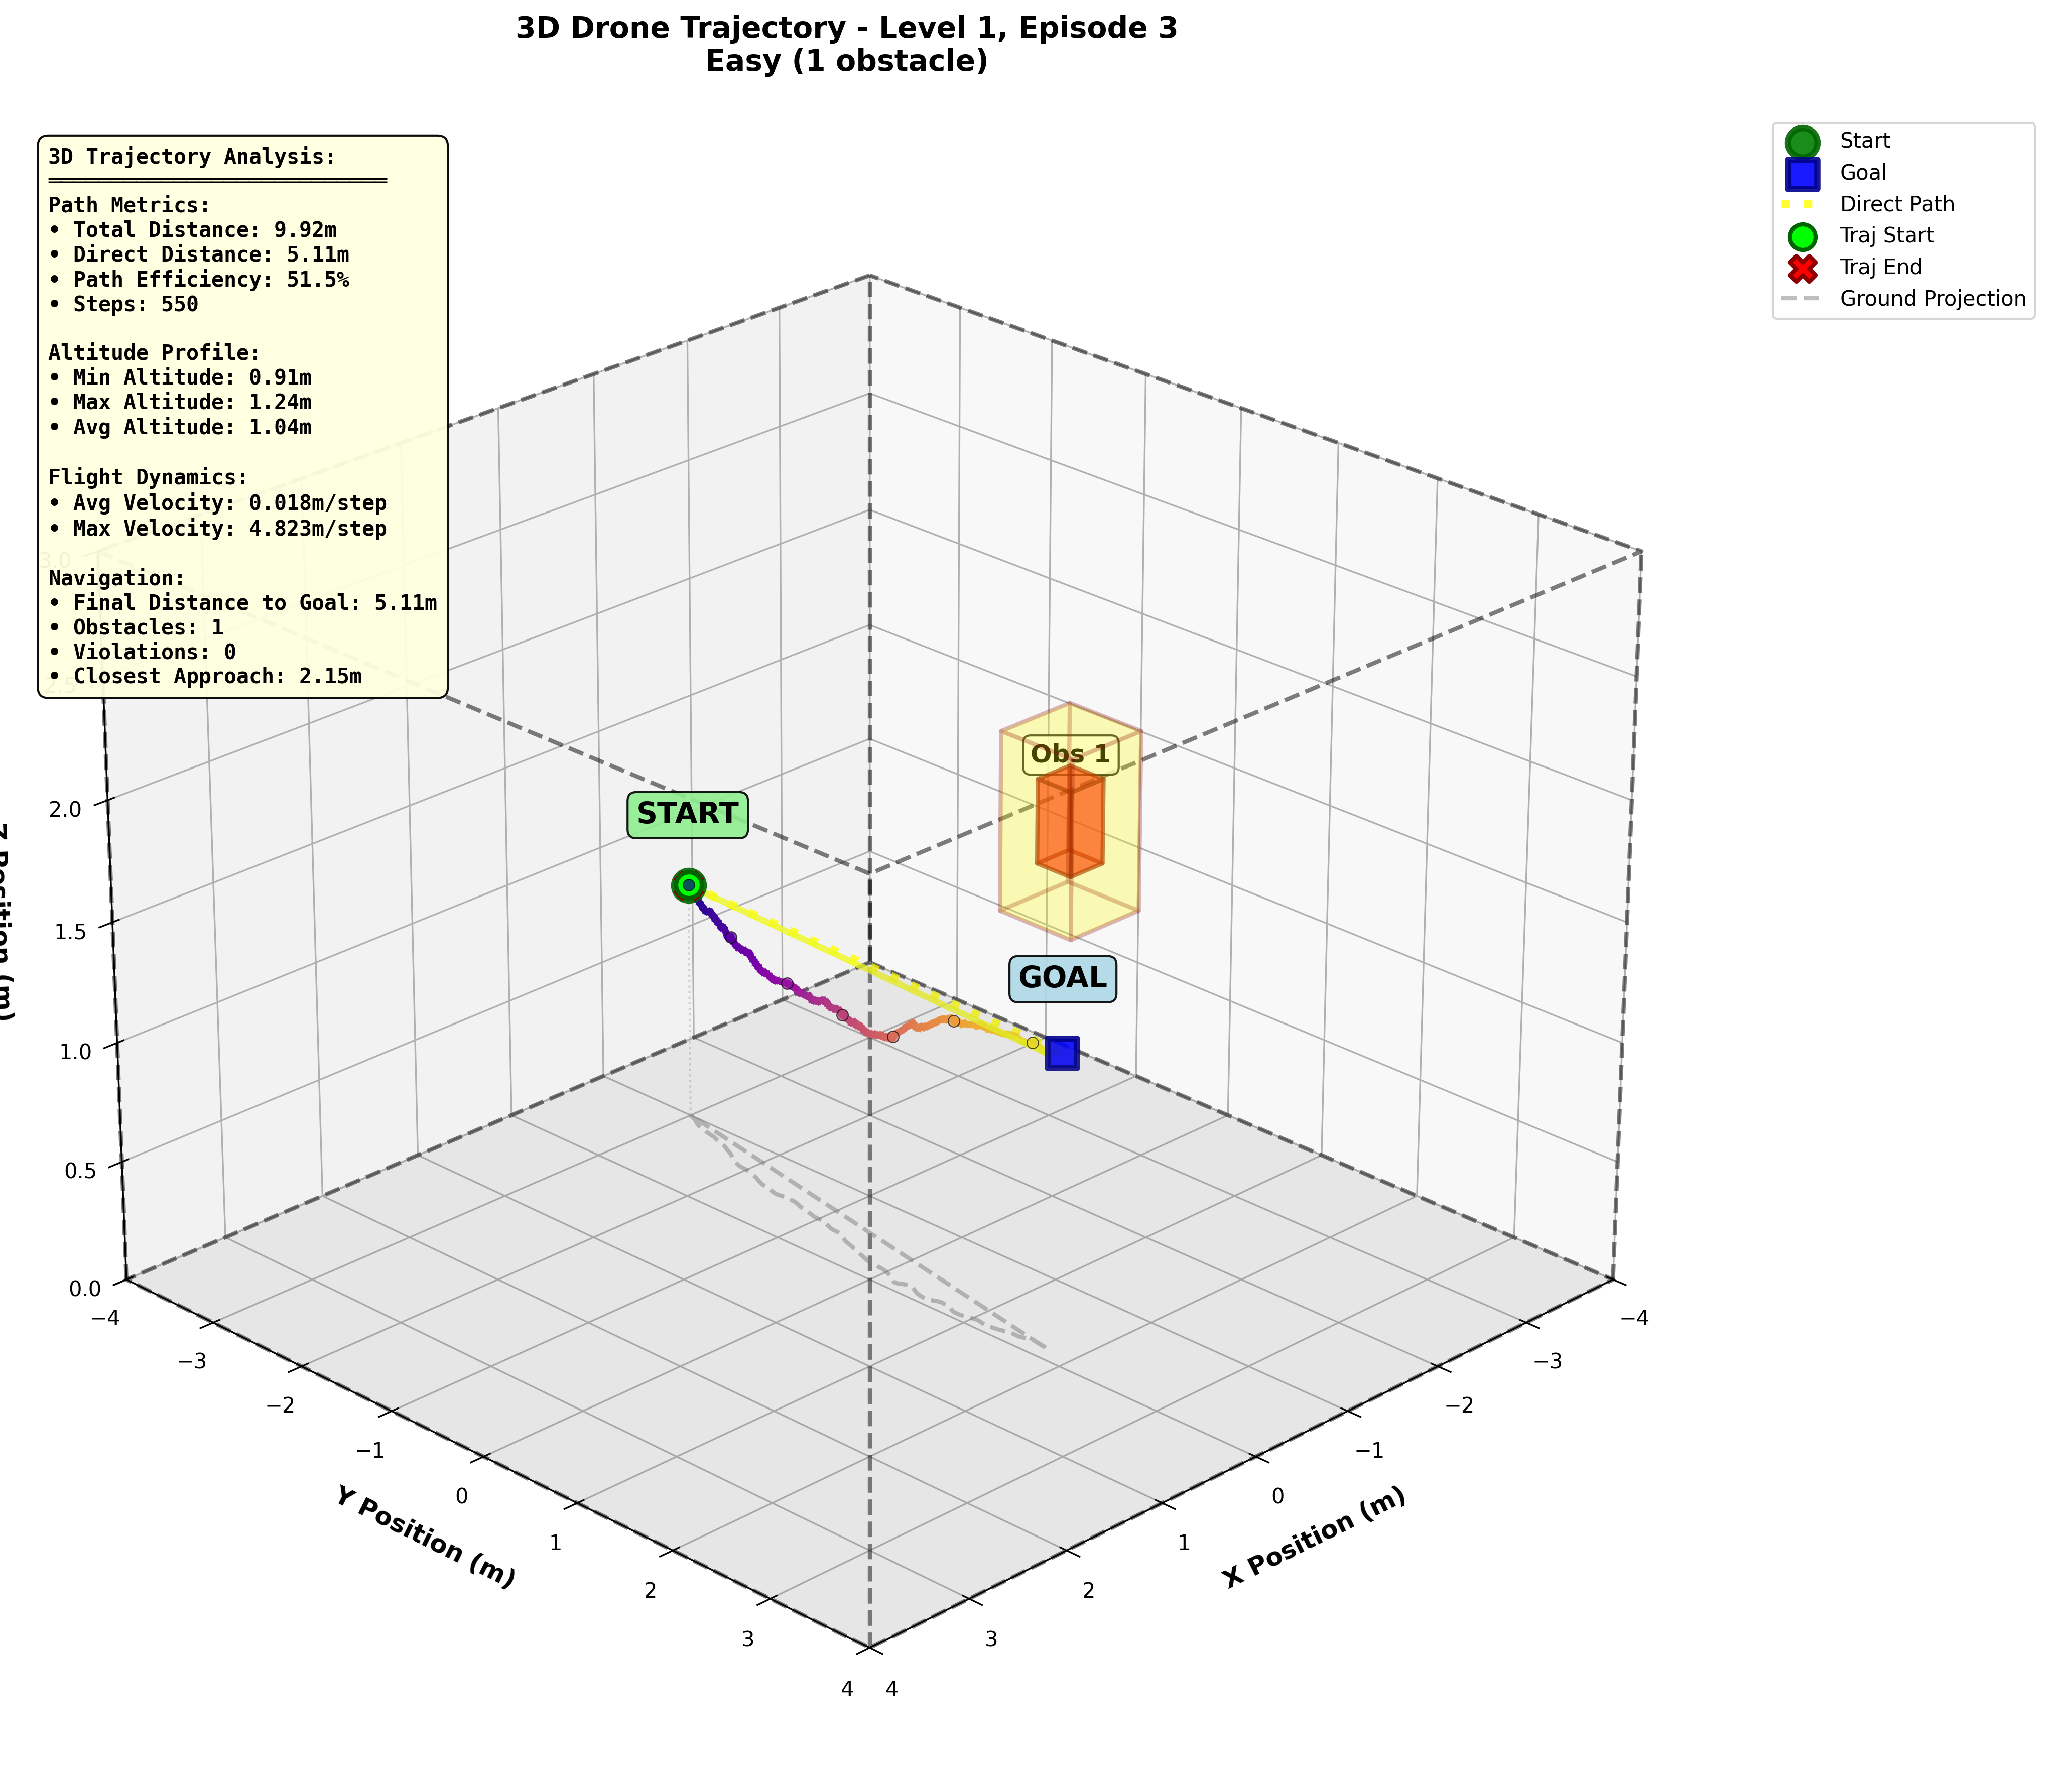 3D Drone Trajectory - Level 1, Episode 3
Easy (1 obstacle)
3D Trajectory Analysis:
Path Metrics:
• Total Distance: 9.92m
• Direct Distance: 5.11m
• Path Efficiency: 51.5%
• Steps: 550
Altitude Profile:
• Min Altitude: 0.91m
• Max Altitude: 1.24m
• Avg Altitude: 1.04m
Flight Dynamics:
• Avg Velocity: 0.018m/step
• Max Velocity: 4.823m/step
Navigation:
• Final Distance to Goal: 5.11m
• Obstacles: 1
• Violations: 0
• Closest Approach: 2.15m
Start
Goal
Direct Path
Traj Start
Traj End
Ground Projection
Obs 1
START
GOAL
3.0
2.5
2.0
1.5
1.0
0.5
0.0
−4
−3
−2
−1
0
1
2
3
4
Y Position (m)
4
3
2
1
0
−1
−2
−3
−4
X Position (m)